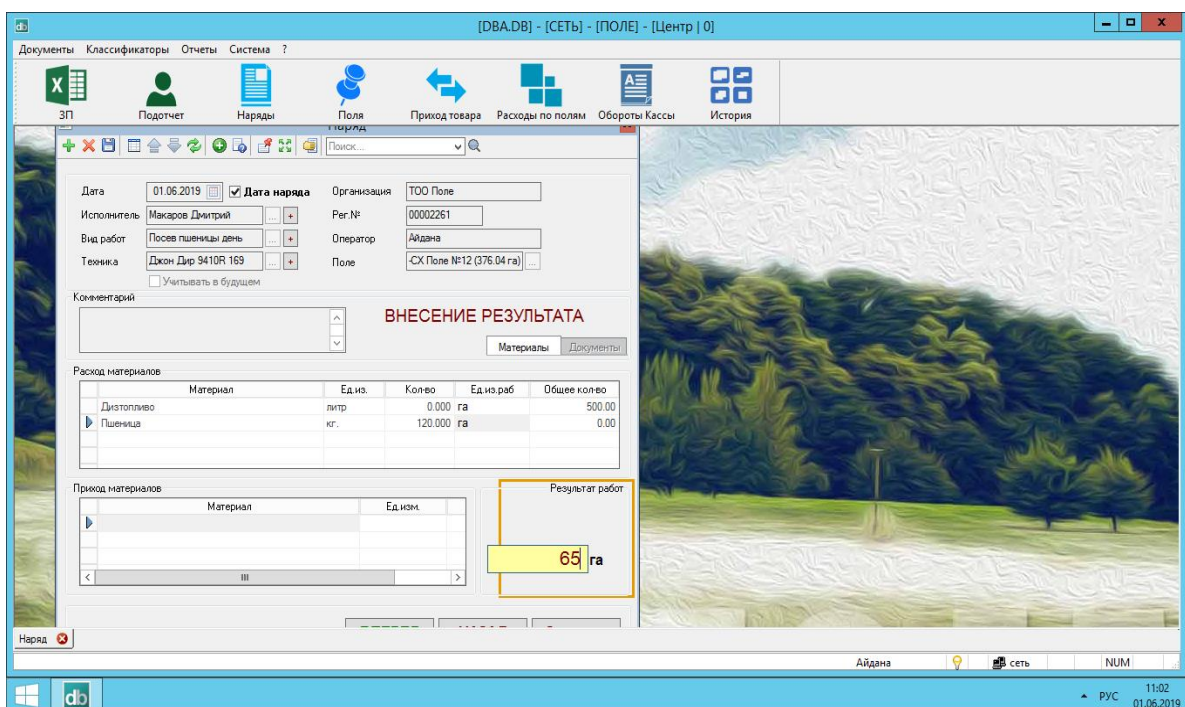 [DBA.DB] - [СЕТЬ] - [ПОЛЕ] - [Центр | 0]
Документы Классификаторы Отчеты Система ?
ЗП Подотчет Наряды Поля Приход товара Расходы по полям Обороты Кассы История
Наряд
Поиск...
Дата 01.06.2019 Дата наряда Организация ТОО Поле
Исполнитель Макаров Дмитрий ... + Рег.№ 00002261
Вид работ Посев пшеницы день ... + Оператор Айдана
Техника Джон Дир 9410R 169 ... + Поле -СХ Поле №12 (376.04 га) ...
Учитывать в будущем
Комментарий
ВНЕСЕНИЕ РЕЗУЛЬТАТА
Материалы Документы
Расход материалов
Материал Ед.из. Кол-во Ед.из.раб Общее кол-во
Дизтопливо литр 0.000 га 500.00
Пшеница кг. 120.000 га 0.00
Приход материалов Результат работ
Материал Ед.изм.
65 га
Наряд
Айдана сеть NUM
db РУС 11:02
01.06.2019